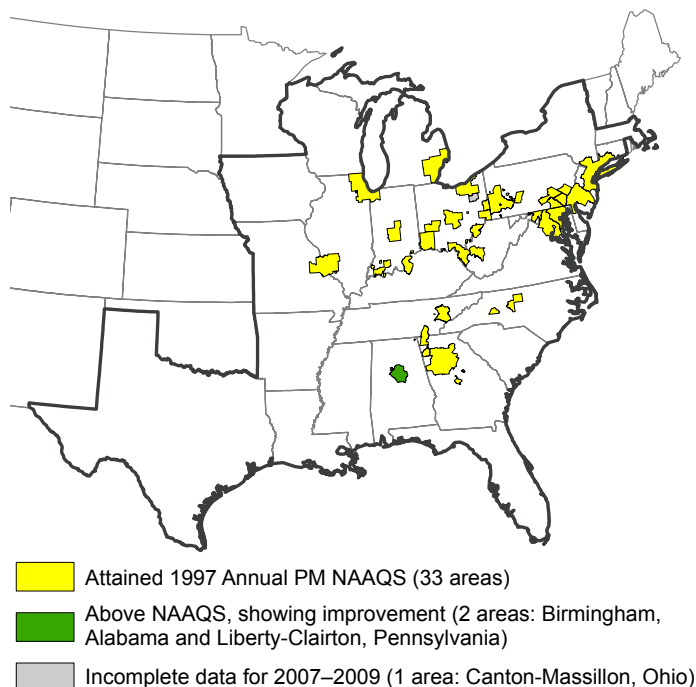 Attained 1997 Annual PM NAAQS (33 areas)
Above NAAQS, showing improvement (2 areas: Birmingham,
Alabama and Liberty-Clairton, Pennsylvania)
Incomplete data for 2007–2009 (1 area: Canton-Massillon, Ohio)